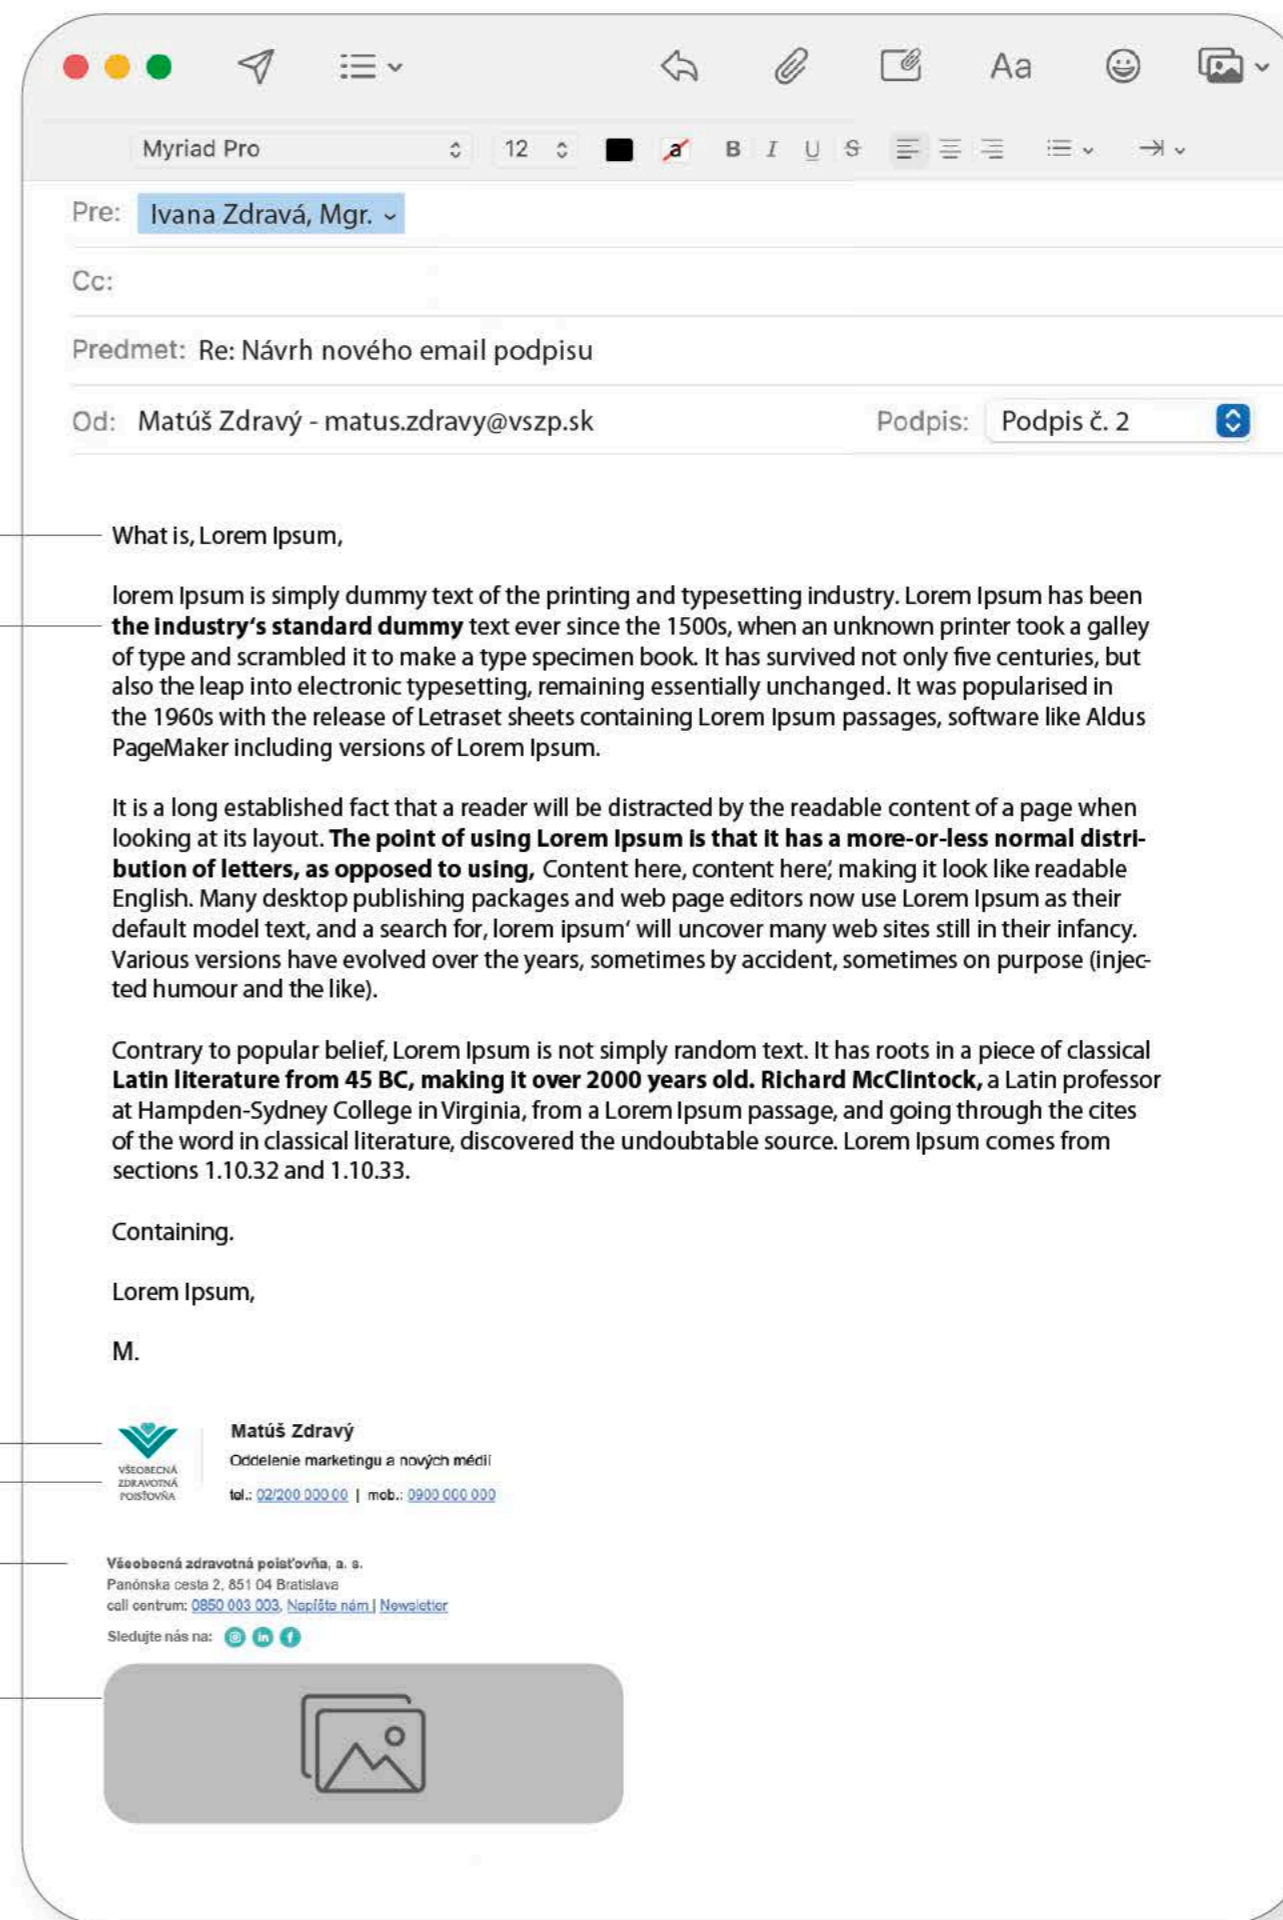 Aa
Myriad Pro 12 a B I U S
Pre: Ivana Zdravá, Mgr.
Cc:
Predmet: Re: Návrh nového email podpisu
Od: Matúš Zdravý - matus.zdravy@vszp.sk Podpis: Podpis č. 2
What is, Lorem Ipsum,
lorem Ipsum is simply dummy text of the printing and typesetting industry. Lorem Ipsum has been
the industry‘s standard dummy text ever since the 1500s, when an unknown printer took a galley
of type and scrambled it to make a type specimen book. It has survived not only five centuries, but
also the leap into electronic typesetting, remaining essentially unchanged. It was popularised in
the 1960s with the release of Letraset sheets containing Lorem Ipsum passages, software like Aldus
PageMaker including versions of Lorem Ipsum.
It is a long established fact that a reader will be distracted by the readable content of a page when
looking at its layout. The point of using Lorem Ipsum is that it has a more-or-less normal distri-
bution of letters, as opposed to using, Content here, content here‘, making it look like readable
English. Many desktop publishing packages and web page editors now use Lorem Ipsum as their
default model text, and a search for, lorem ipsum‘ will uncover many web sites still in their infancy.
Various versions have evolved over the years, sometimes by accident, sometimes on purpose (injec-
ted humour and the like).
Contrary to popular belief, Lorem Ipsum is not simply random text. It has roots in a piece of classical
Latin literature from 45 BC, making it over 2000 years old. Richard McClintock, a Latin professor
at Hampden-Sydney College in Virginia, from a Lorem Ipsum passage, and going through the cites
of the word in classical literature, discovered the undoubtable source. Lorem Ipsum comes from
sections 1.10.32 and 1.10.33.
Containing.
Lorem Ipsum,
M.
VŠEOBECNÁ
ZDRAVOTNÁ
POISŤOVŇA
Matúš Zdravý
Oddelenie marketingu a nových médií
tel.: 02/200 000 00 | mob.: 0900 000 000
Všeobecná zdravotná poisťovňa, a. s.
Panónska cesta 2, 851 04 Bratislava
call centrum: 0850 003 003, Napíšte nám | Newsletter
Sledujte nás na: in f